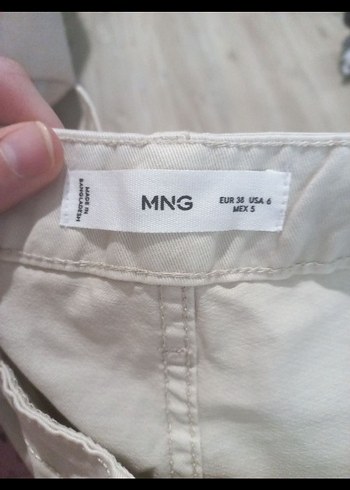 MADE IN
BANGLADESH
MNG
EUR 38 USA 6
MEX 5